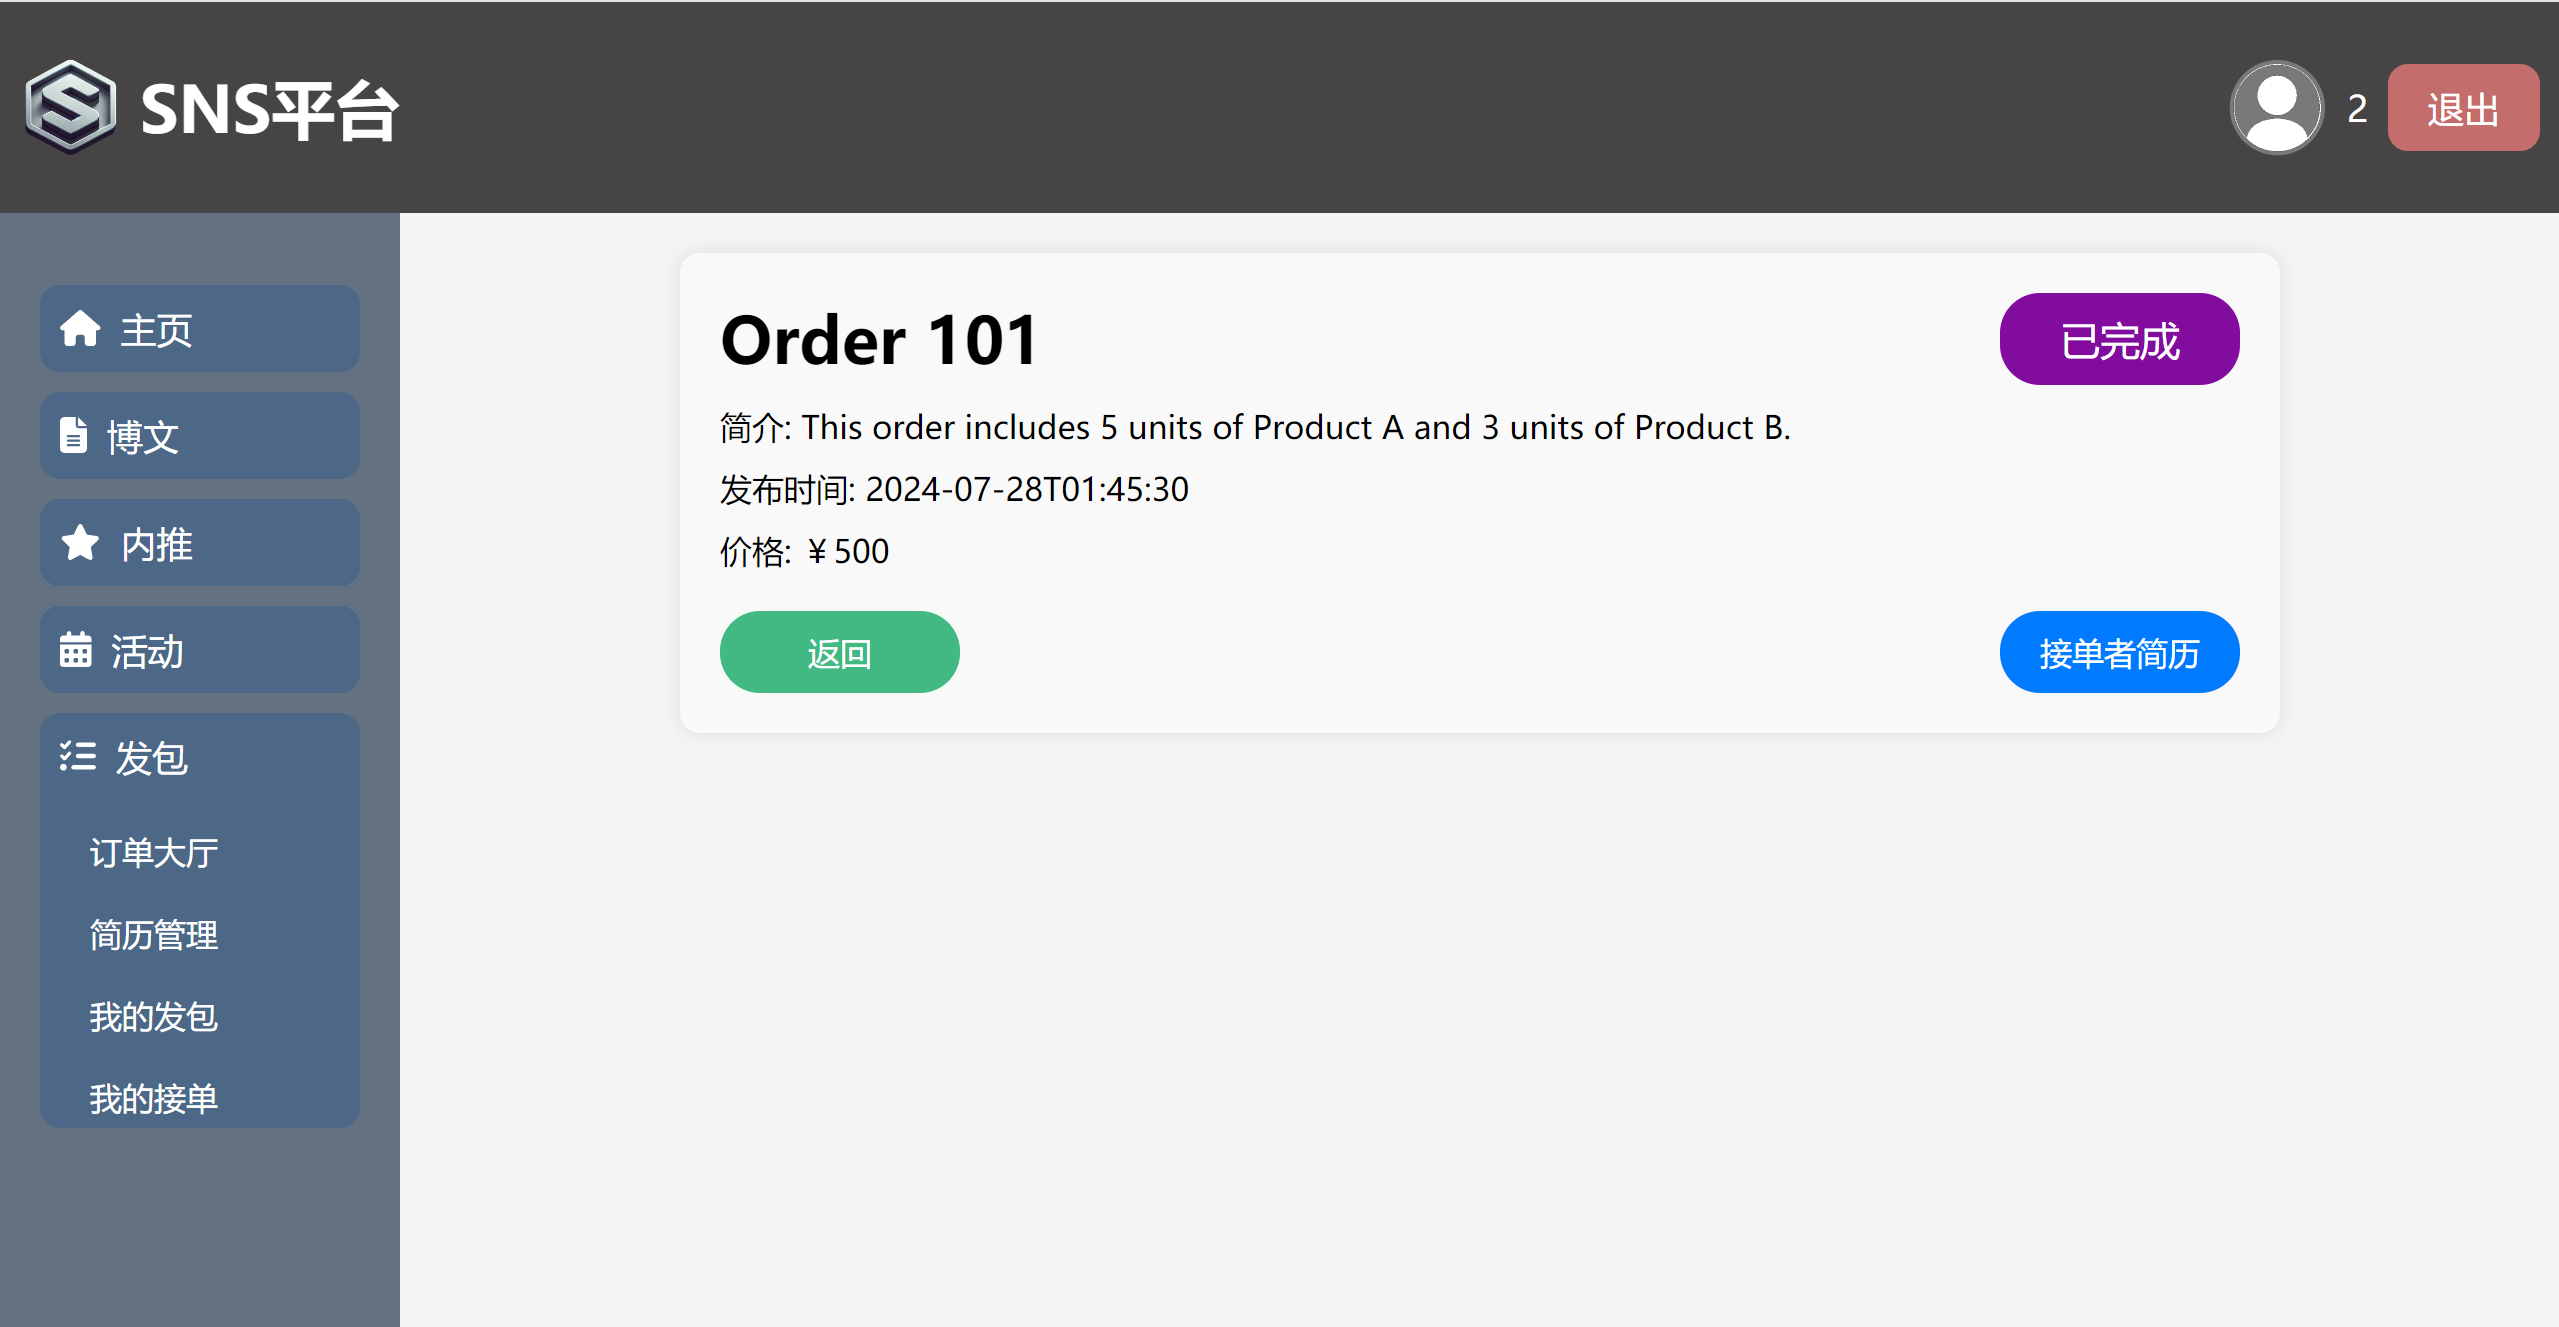 SNS平台
2
退出
主页
博文
内推
活动
发包
订单大厅
简历管理
我的发包
我的接单
Order 101
已完成
简介: This order includes 5 units of Product A and 3 units of Product B.
发布时间: 2024-07-28T01:45:30
价格: ￥500
返回
接单者简历